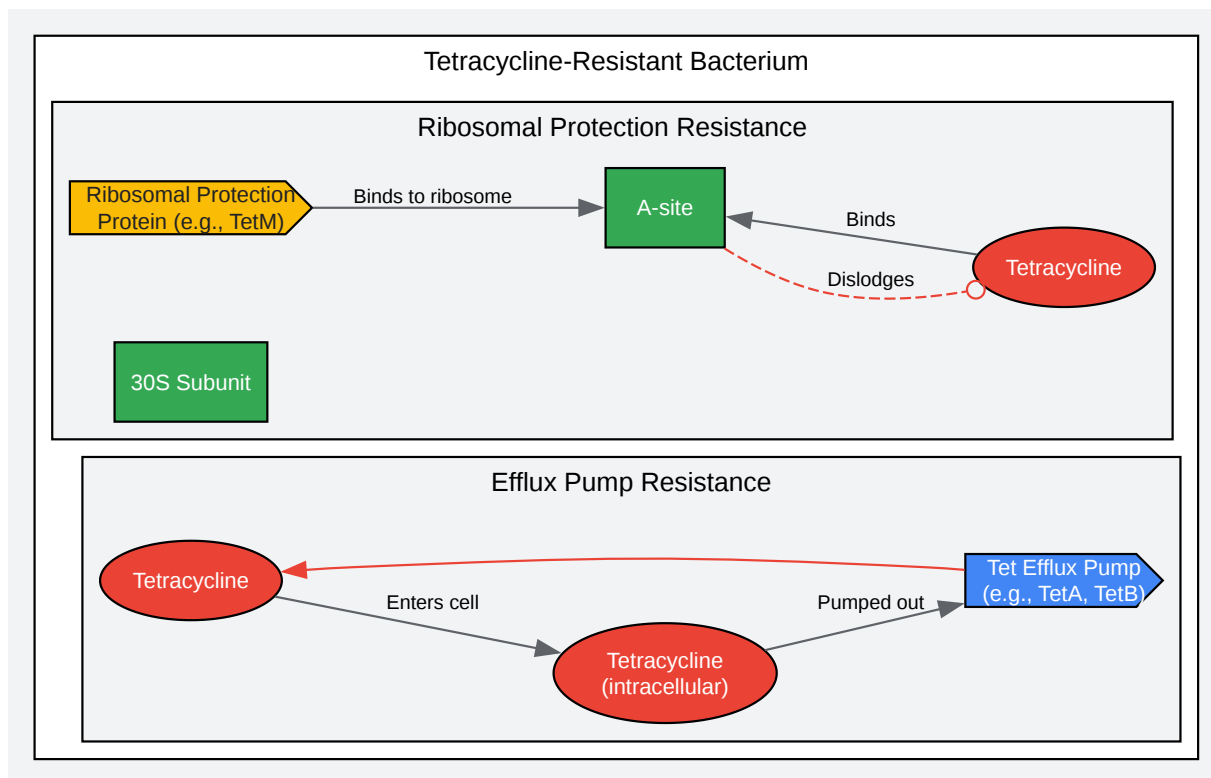 Tetracycline-Resistant Bacterium
Ribosomal Protection Resistance
Ribosomal Protection
Protein (e.g., TetM)
Binds to ribosome
A-site
Binds
Tetracycline
Dislodges
30S Subunit
Efflux Pump Resistance
Tetracycline
Enters cell
Tetracycline
(intracellular)
Pumped out
Tet Efflux Pump
(e.g., TetA, TetB)